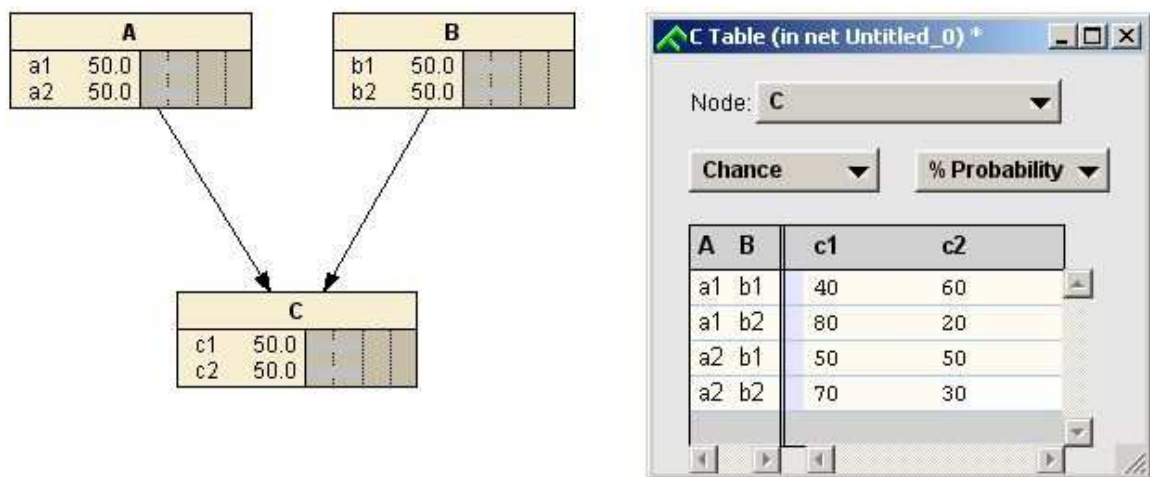 A
a1 50.0
a2 50.0
B
b1 50.0
b2 50.0
C
c1 50.0
c2 50.0
C Table (in net Untitled_0) *
Node: C
Chance % Probability
A B c1 c2
a1 b1 40 60
a1 b2 80 20
a2 b1 50 50
a2 b2 70 30